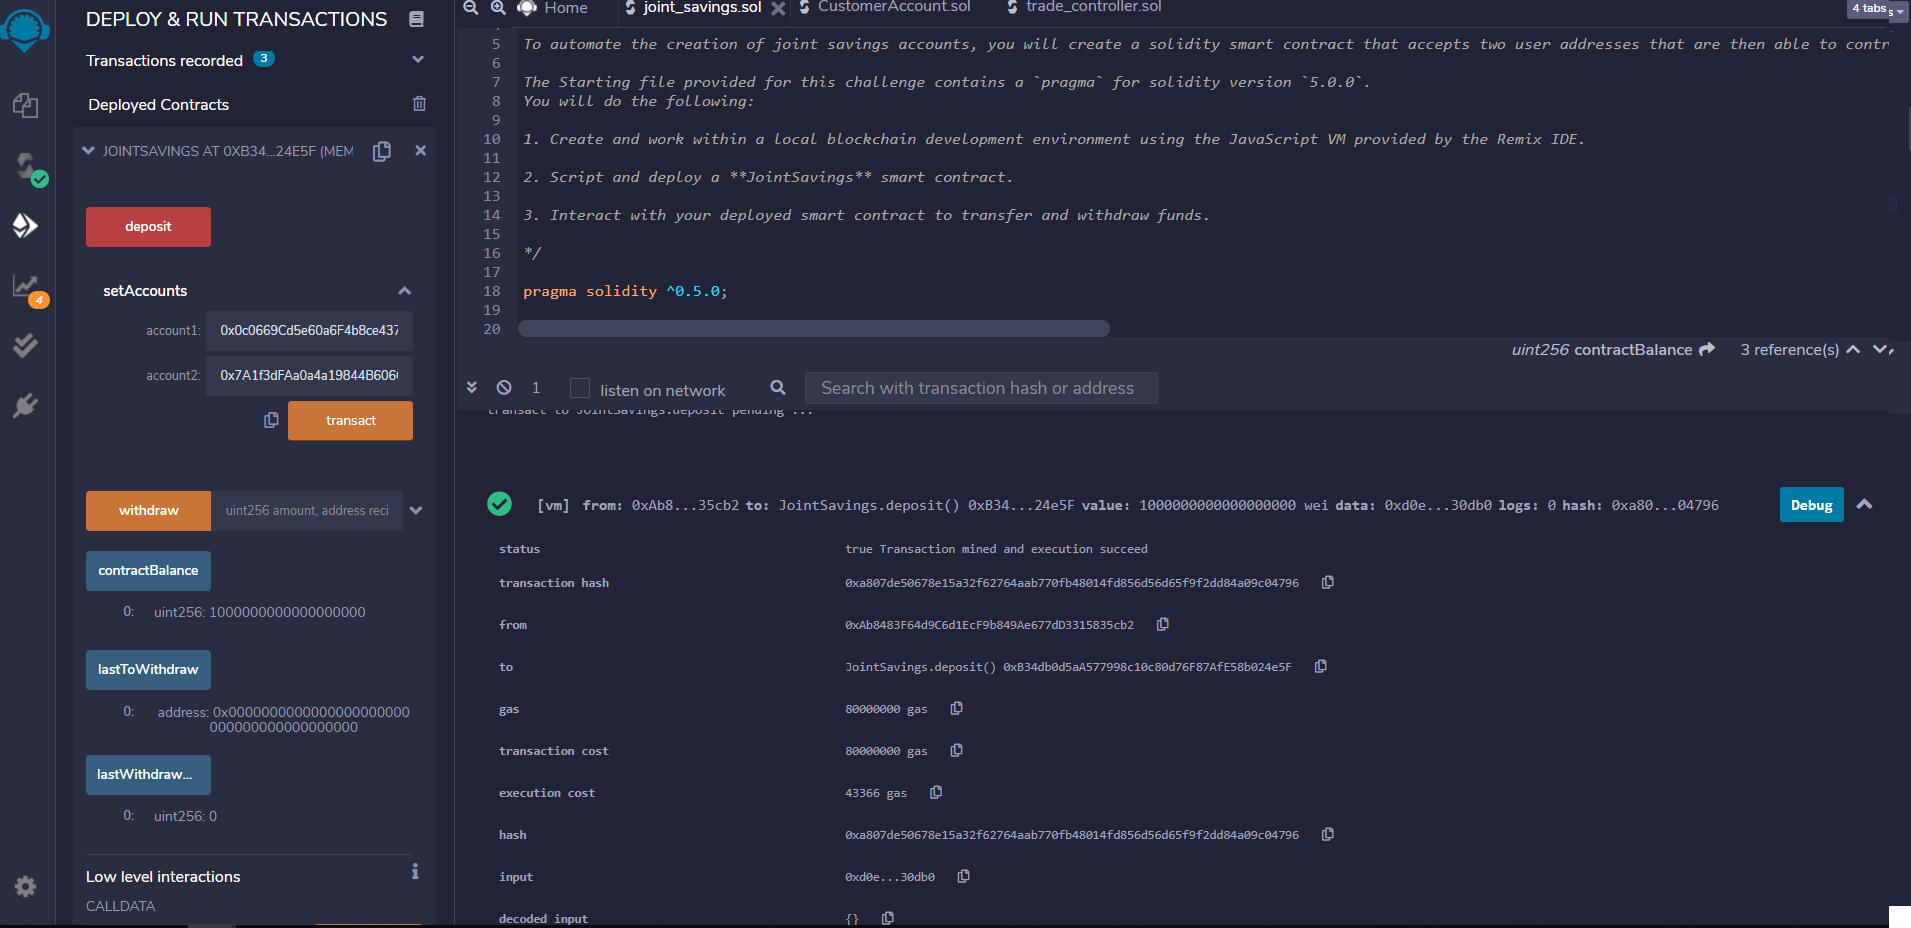 DEPLOY & RUN TRANSACTIONS
Transactions recorded 3
Deployed Contracts
JOINTSAVINGS AT 0XB34...24E5F (MEM
deposit
setAccounts
account1: 0x0c0669Cd5e60a6F4b8ce437
account2: 0x7A1f3dFAa0a4a19844B606
transact
withdraw uint256 amount, address reci
contractBalance
0: uint256: 1000000000000000000
lastToWithdraw
0: address: 0x0000000000000000000000
000000000000000000
lastWithdraw...
0: uint256: 0
Low level interactions
CALLDATA
4
Home joint_savings.sol CustomerAccount.sol trade_controller.sol 4 tabs
5 To automate the creation of joint savings accounts, you will create a solidity smart contract that accepts two user addresses that are then able to contr
6
7 The Starting file provided for this challenge contains a `pragma` for solidity version `5.0.0`.
8 You will do the following:
9
10 1. Create and work within a local blockchain development environment using the JavaScript VM provided by the Remix IDE.
11
12 2. Script and deploy a **JointSavings** smart contract.
13
14 3. Interact with your deployed smart contract to transfer and withdraw funds.
15
16 */
17
18 pragma solidity ^0.5.0;
19
20
uint256 contractBalance 3 reference(s)
1 listen on network Search with transaction hash or address
transact to JointSavings.deposit pending ...
[vm] from: 0xAb8...35cb2 to: JointSavings.deposit() 0xB34...24e5F value: 1000000000000000000 wei data: 0xd0e...30db0 logs: 0 hash: 0xa80...04796 Debug
status true Transaction mined and execution succeed
transaction hash 0xa807de50678e15a32f62764aab770fb48014fd856d56d65f9f2dd84a09c04796
from 0xAb8483F64d9C6d1EcF9b849Ae677dD3315835cb2
to JointSavings.deposit() 0xB34db0d5aA577998c10c80d76F87AfE58b024e5F
gas 80000000 gas
transaction cost 80000000 gas
execution cost 43366 gas
hash 0xa807de50678e15a32f62764aab770fb48014fd856d56d65f9f2dd84a09c04796
input 0xd0e...30db0
decoded input {}